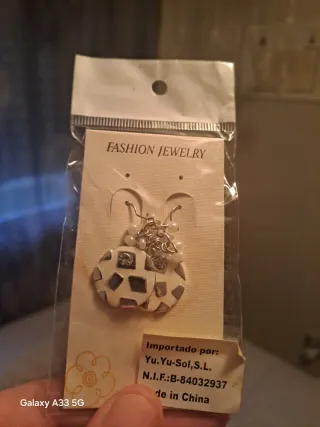 FASHION JEWELRY
Importado por:
Yu.Yu-Sol,S.L.
N.I.F.:B-84032937
de in China
Galaxy A33 5G